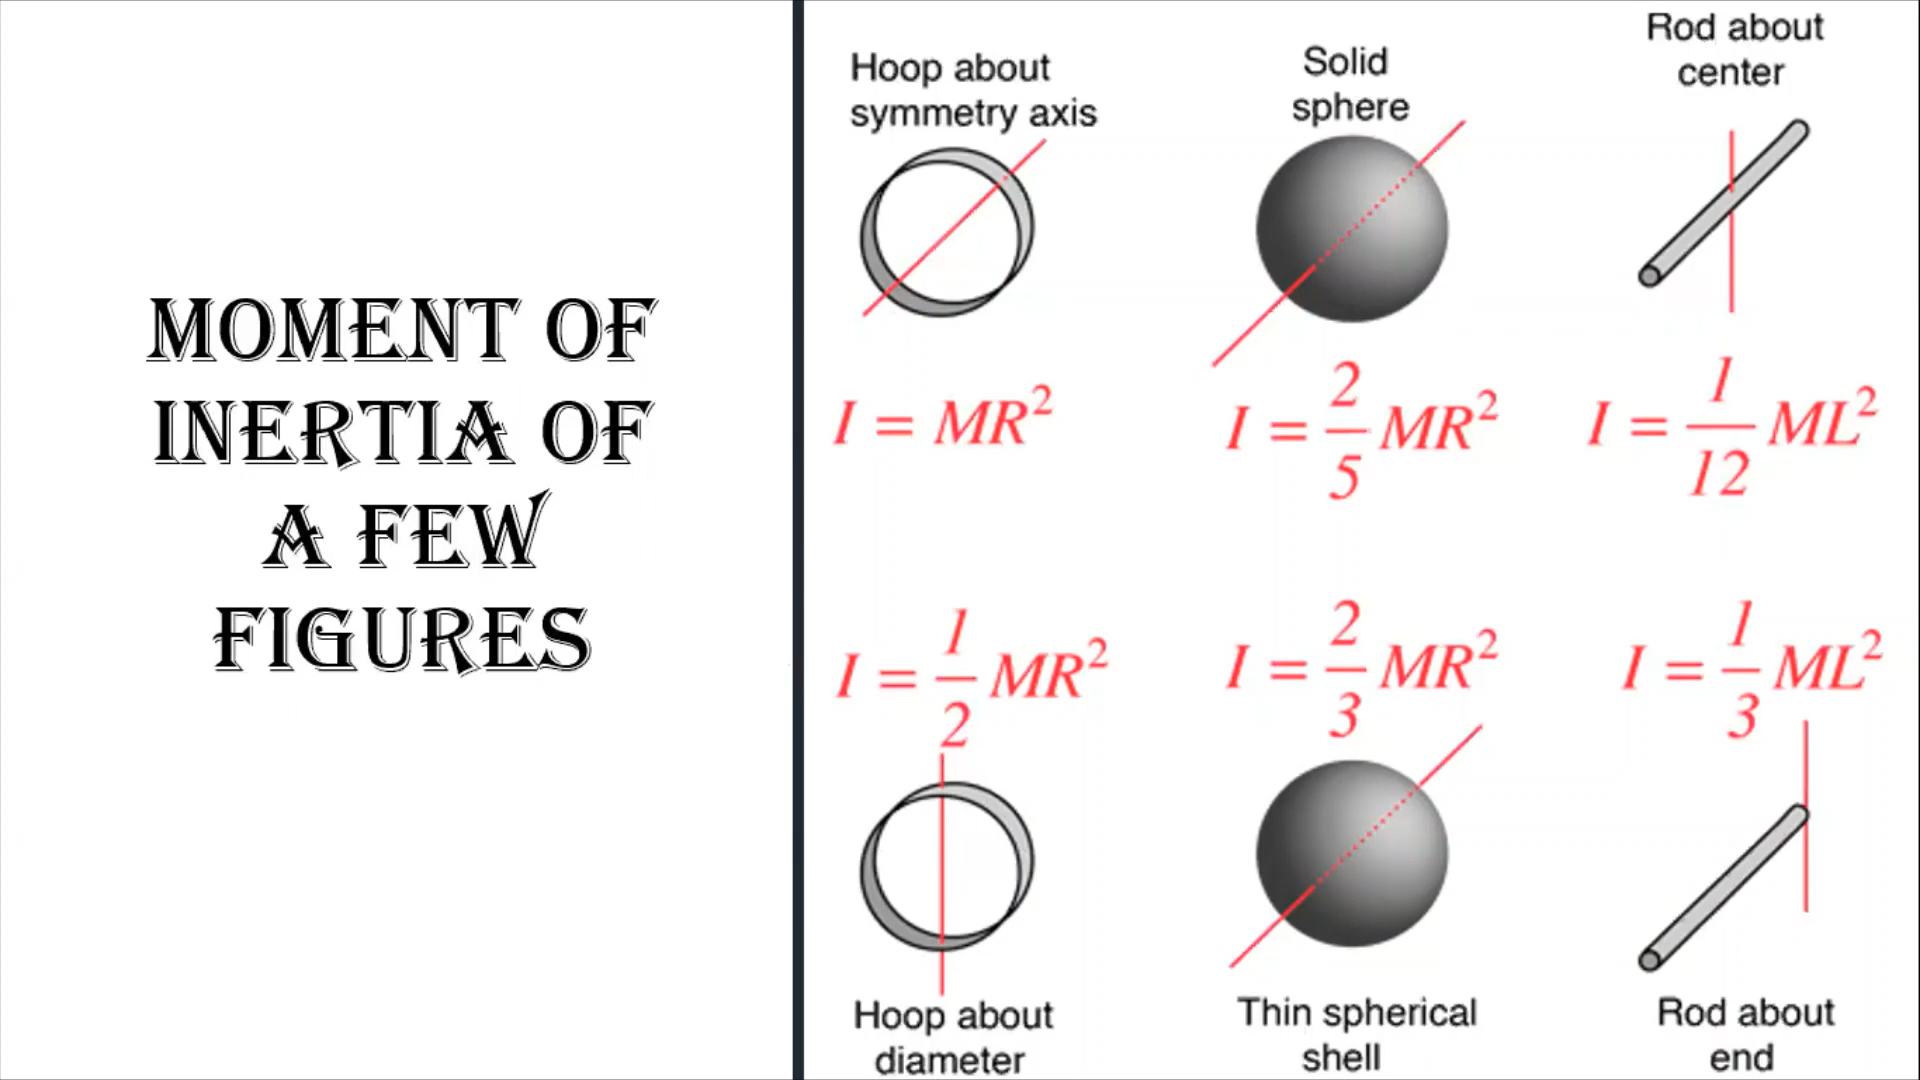 MOMENT OF
INERTIA OF
A FEW
FIGURES
Hoop about
symmetry axis
I = MR²
Solid
sphere
I = 2/5 MR²
Rod about
center
I = 1/12 ML²
I = 1/2 MR²
Hoop about
diameter
I = 2/3 MR²
Thin spherical
shell
I = 1/3 ML²
Rod about
end